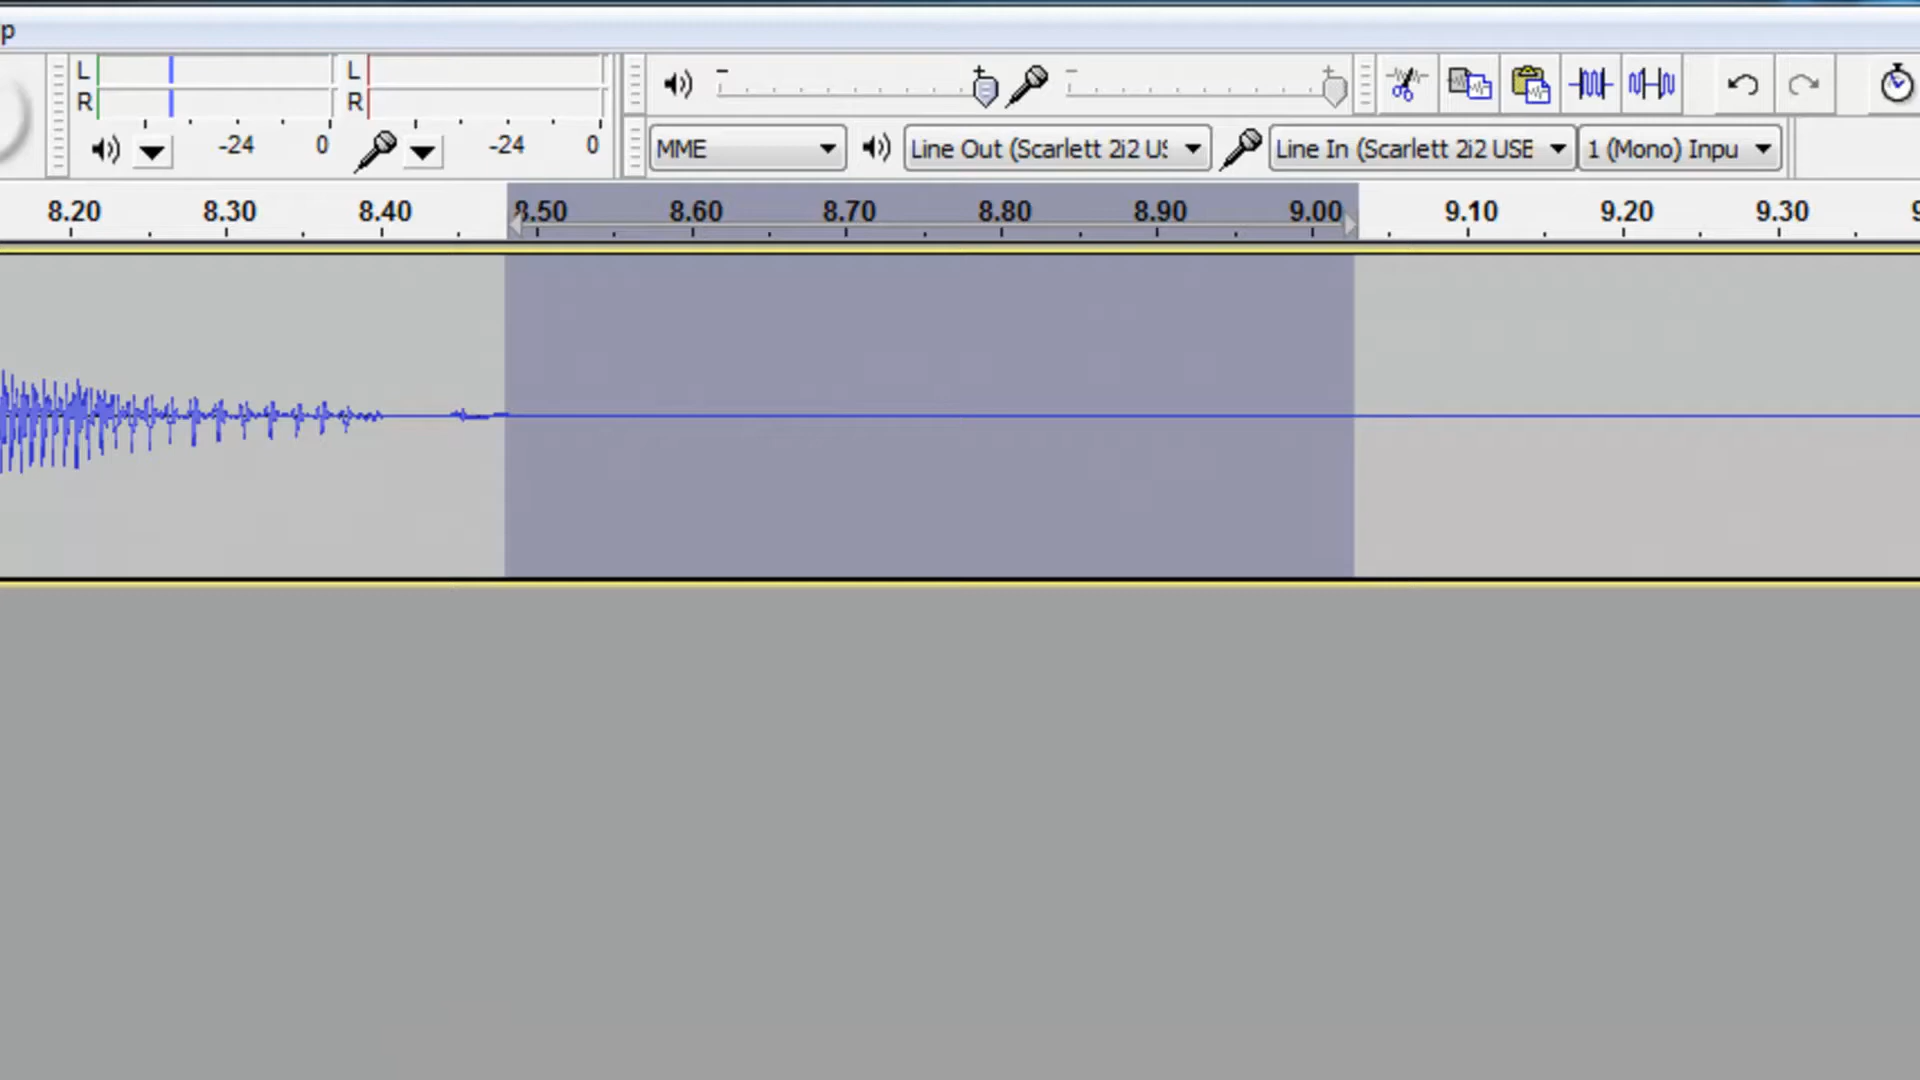 p
L L
R R
-24 0 -24 0
MME Line Out (Scarlett 2i2 US Line In (Scarlett 2i2 USB 1 (Mono) Inpu
8.20 8.30 8.40 8.50 8.60 8.70 8.80 8.90 9.00 9.10 9.20 9.30